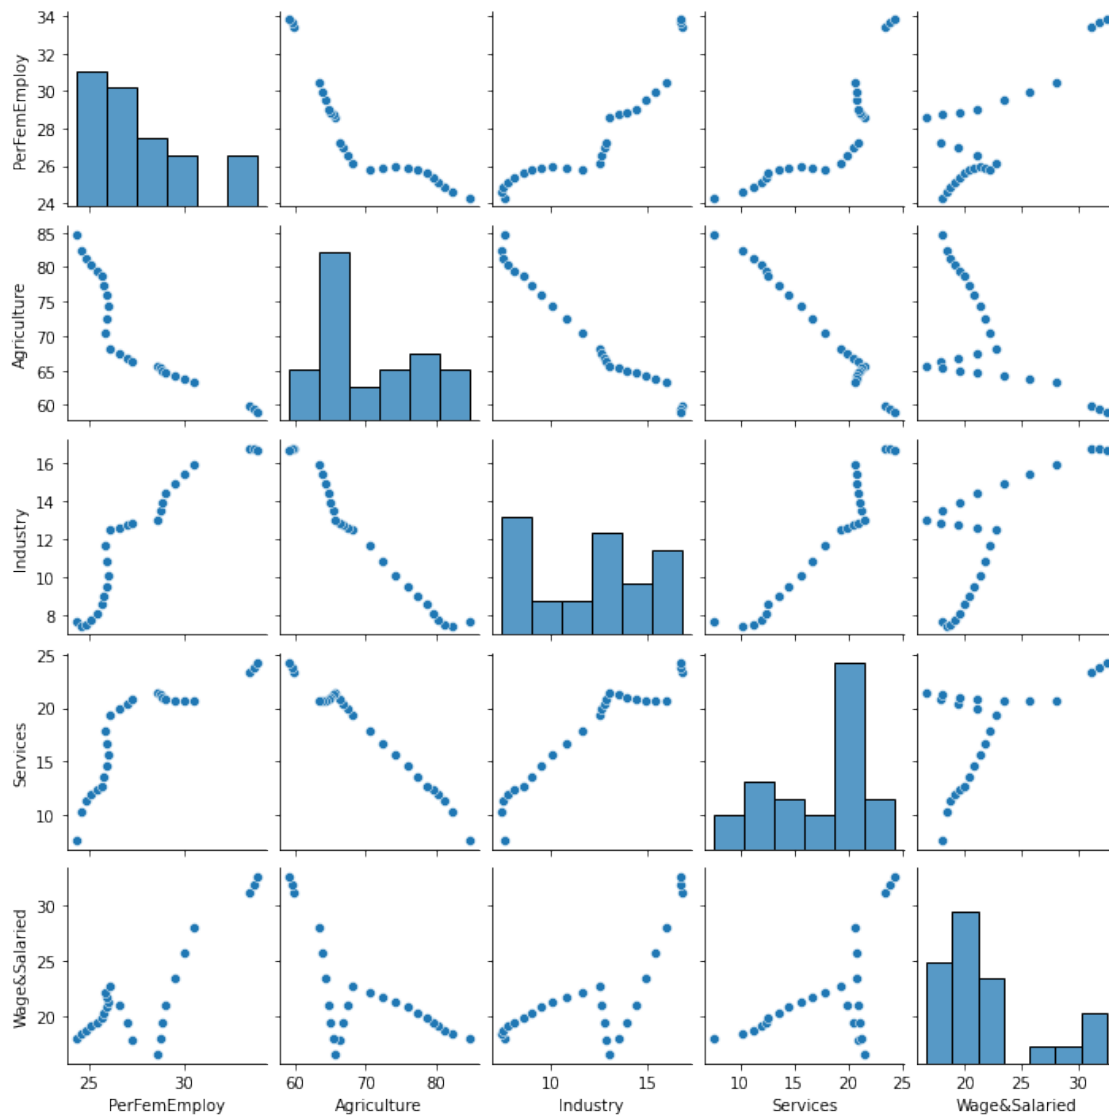 34
32
30
28
26
24
PerFemEmploy
85
80
75
70
65
60
Agriculture
16
14
12
10
8
Industry
25
20
15
10
Services
30
25
20
Wage&Salaried
25 30
PerFemEmploy
60 70 80
Agriculture
10 15
Industry
10 15 20 25
Services
20 25 30
Wage&Salaried